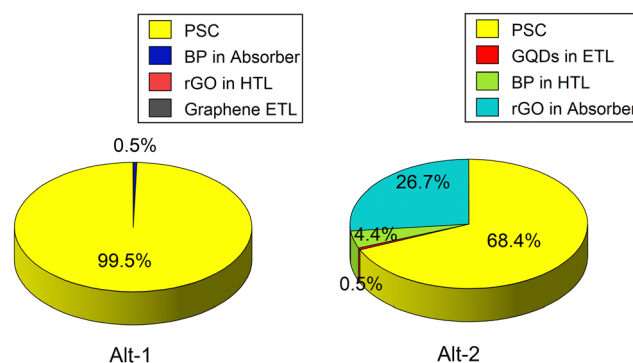 PSC
BP in Absorber
rGO in HTL
Graphene ETL
0.5%
99.5%
Alt-1
PSC
GQDs in ETL
BP in HTL
rGO in Absorber
26.7%
4.4%
68.4%
0.5%
Alt-2